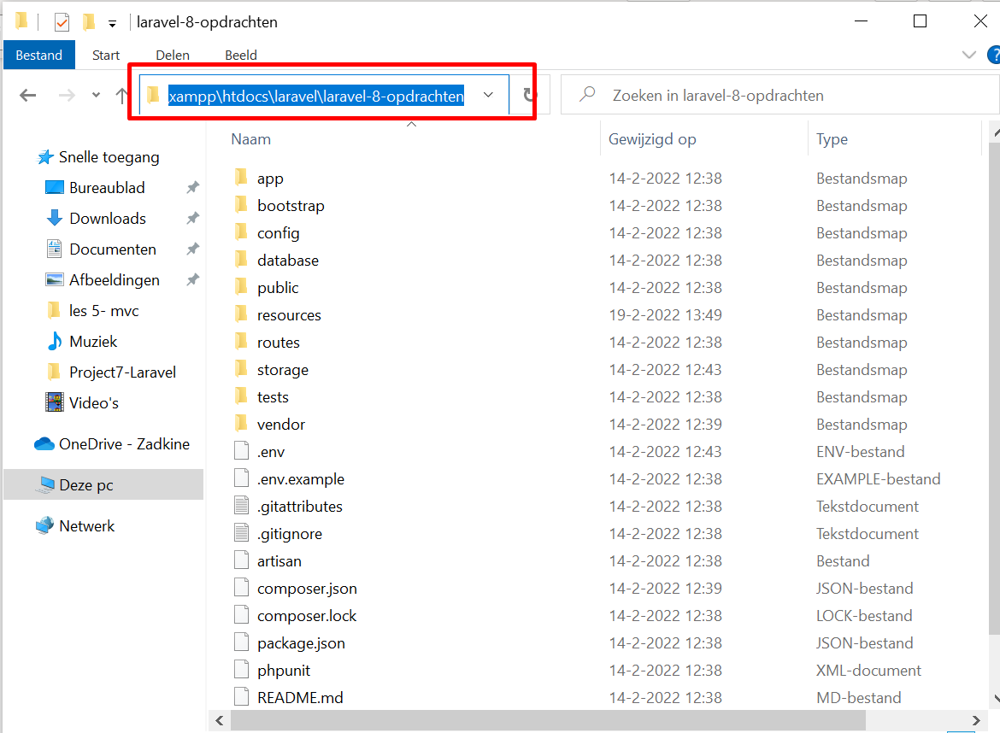 laravel-8-opdrachten
Bestand Start Delen Beeld
?
xampp\htdocs\laravel\laravel-8-opdrachten
Zoeken in laravel-8-opdrachten
Snelle toegang
Bureaublad
Downloads
Documenten
Afbeeldingen
les 5- mvc
Muziek
Project7-Laravel
Video's
OneDrive - Zadkine
Deze pc
Netwerk
Naam Gewijzigd op Type
app 14-2-2022 12:38 Bestandsmap
bootstrap 14-2-2022 12:38 Bestandsmap
config 14-2-2022 12:38 Bestandsmap
database 14-2-2022 12:38 Bestandsmap
public 14-2-2022 12:38 Bestandsmap
resources 19-2-2022 13:49 Bestandsmap
routes 14-2-2022 12:38 Bestandsmap
storage 14-2-2022 12:43 Bestandsmap
tests 14-2-2022 12:38 Bestandsmap
vendor 14-2-2022 12:39 Bestandsmap
.env 14-2-2022 12:43 ENV-bestand
.env.example 14-2-2022 12:38 EXAMPLE-bestand
.gitattributes 14-2-2022 12:38 Tekstdocument
.gitignore 14-2-2022 12:38 Tekstdocument
artisan 14-2-2022 12:38 Bestand
composer.json 14-2-2022 12:39 JSON-bestand
composer.lock 14-2-2022 12:38 LOCK-bestand
package.json 14-2-2022 12:38 JSON-bestand
phpunit 14-2-2022 12:38 XML-document
README.md 14-2-2022 12:38 MD-bestand